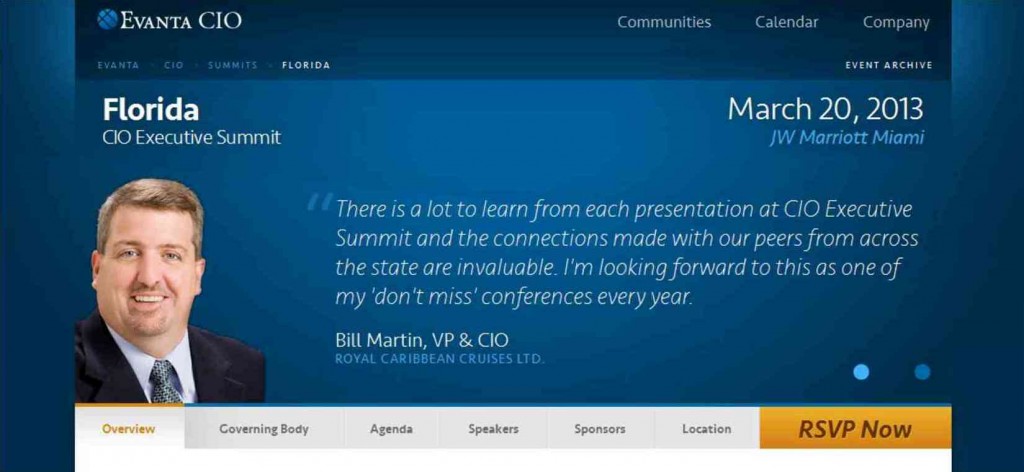 EVANTA CIO
Communities Calendar Company
EVANTA CIO SUMMITS FLORIDA
EVENT ARCHIVE
Florida
CIO Executive Summit
March 20, 2013
JW Marriott Miami
“There is a lot to learn from each presentation at CIO Executive
Summit and the connections made with our peers from across
the state are invaluable. I'm looking forward to this as one of
my 'don't miss' conferences every year.
Bill Martin, VP & CIO
ROYAL CARIBBEAN CRUISES LTD.
Overview Governing Body Agenda Speakers Sponsors Location RSVP Now